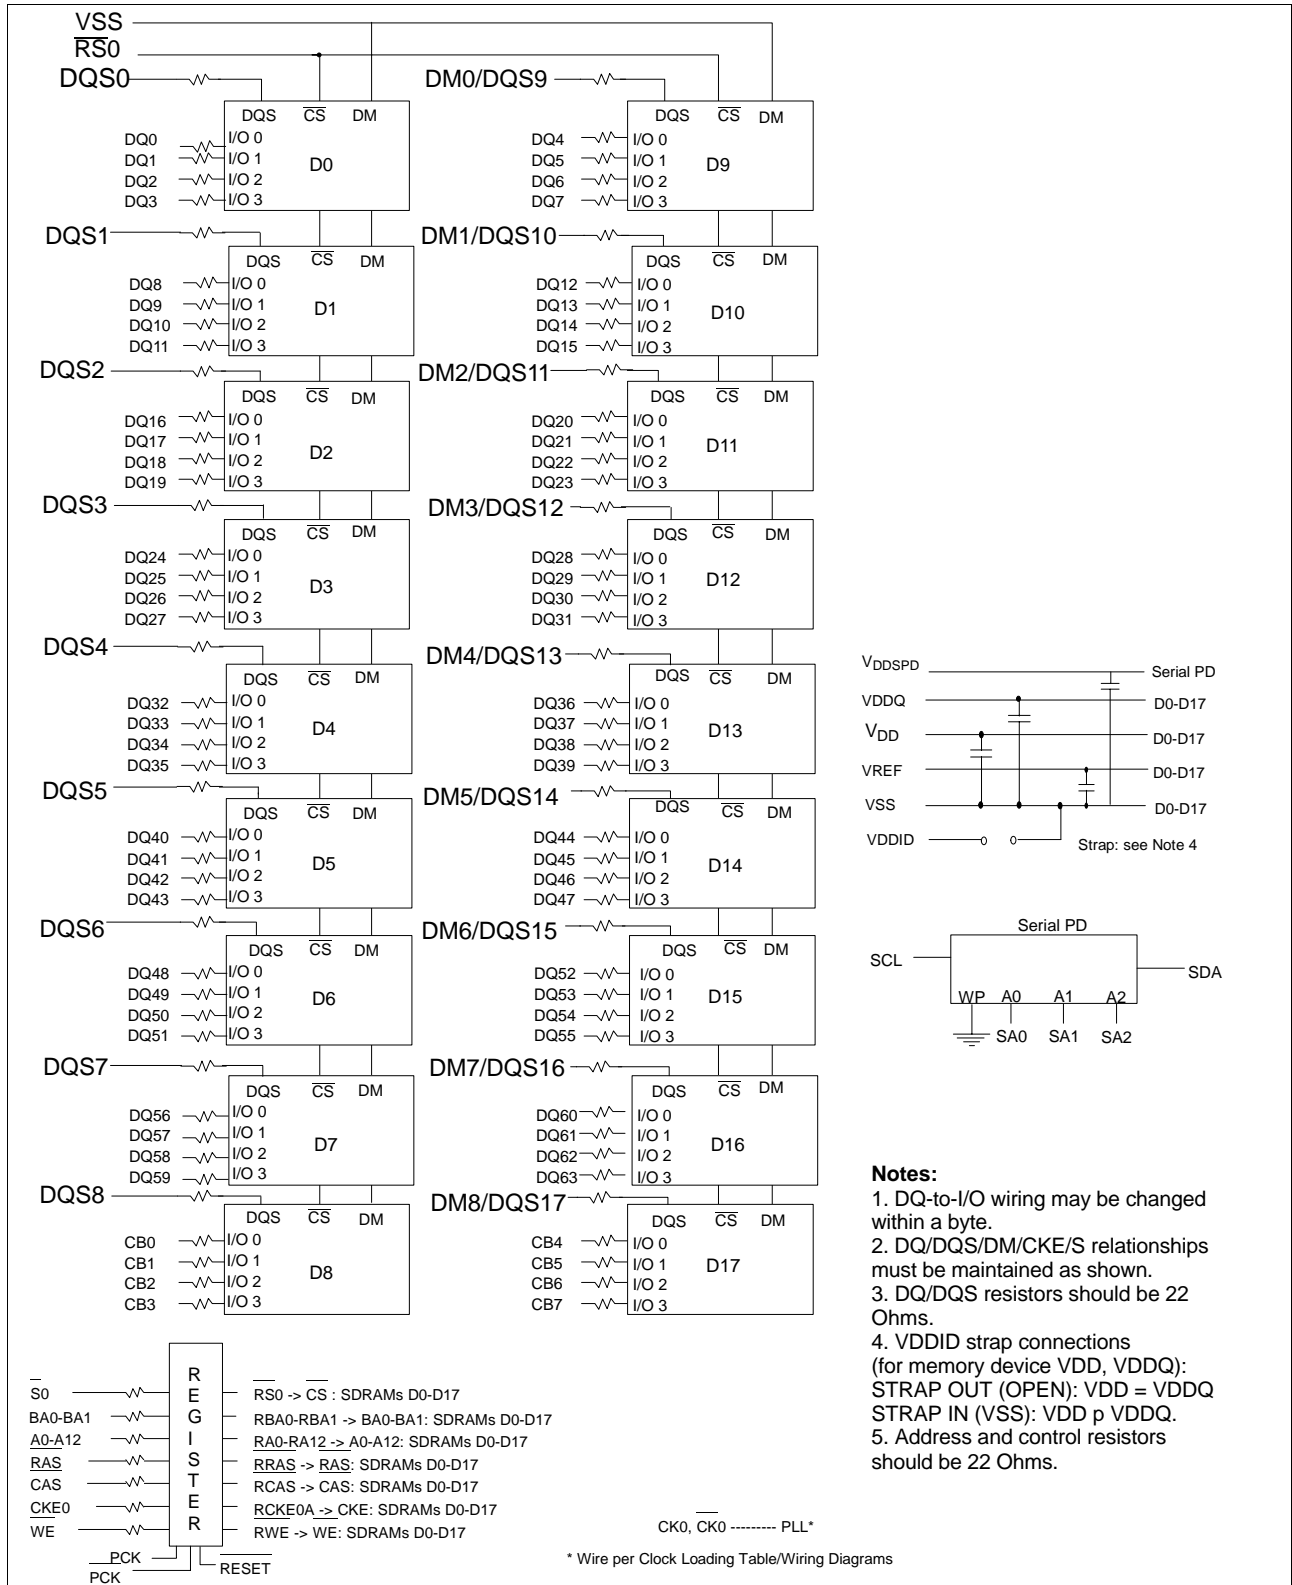 VSS
RS0
DQS0
DM0/DQS9
DQS CS DM
DQS CS DM
DQ0 I/O 0
DQ1 I/O 1
DQ2 I/O 2
DQ3 I/O 3
D0
DQ4 I/O 0
DQ5 I/O 1
DQ6 I/O 2
DQ7 I/O 3
D9
DQS1
DM1/DQS10
DQS CS DM
DQS CS DM
DQ8 I/O 0
DQ9 I/O 1
DQ10 I/O 2
DQ11 I/O 3
D1
DQ12 I/O 0
DQ13 I/O 1
DQ14 I/O 2
DQ15 I/O 3
D10
DQS2
DM2/DQS11
DQS CS DM
DQS CS DM
DQ16 I/O 0
DQ17 I/O 1
DQ18 I/O 2
DQ19 I/O 3
D2
DQ20 I/O 0
DQ21 I/O 1
DQ22 I/O 2
DQ23 I/O 3
D11
DQS3
DM3/DQS12
DQS CS DM
DQS CS DM
DQ24 I/O 0
DQ25 I/O 1
DQ26 I/O 2
DQ27 I/O 3
D3
DQ28 I/O 0
DQ29 I/O 1
DQ30 I/O 2
DQ31 I/O 3
D12
DQS4
DM4/DQS13
DQS CS DM
DQS CS DM
DQ32 I/O 0
DQ33 I/O 1
DQ34 I/O 2
DQ35 I/O 3
D4
DQ36 I/O 0
DQ37 I/O 1
DQ38 I/O 2
DQ39 I/O 3
D13
DQS5
DM5/DQS14
DQS CS DM
DQS CS DM
DQ40 I/O 0
DQ41 I/O 1
DQ42 I/O 2
DQ43 I/O 3
D5
DQ44 I/O 0
DQ45 I/O 1
DQ46 I/O 2
DQ47 I/O 3
D14
DQS6
DM6/DQS15
DQS CS DM
DQS CS DM
DQ48 I/O 0
DQ49 I/O 1
DQ50 I/O 2
DQ51 I/O 3
D6
DQ52 I/O 0
DQ53 I/O 1
DQ54 I/O 2
DQ55 I/O 3
D15
DQS7
DM7/DQS16
DQS CS DM
DQS CS DM
DQ56 I/O 0
DQ57 I/O 1
DQ58 I/O 2
DQ59 I/O 3
D7
DQ60 I/O 0
DQ61 I/O 1
DQ62 I/O 2
DQ63 I/O 3
D16
DQS8
DM8/DQS17
DQS CS DM
DQS CS DM
CB0 I/O 0
CB1 I/O 1
CB2 I/O 2
CB3 I/O 3
D8
CB4 I/O 0
CB5 I/O 1
CB6 I/O 2
CB7 I/O 3
D17
VDDSPD Serial PD
VDDQ D0-D17
VDD D0-D17
VREF D0-D17
VSS D0-D17
VDDID Strap: see Note 4
Serial PD
SCL SDA
WP A0 A1 A2
SA0 SA1 SA2
Notes:
1. DQ-to-I/O wiring may be changed
within a byte.
2. DQ/DQS/DM/CKE/S relationships
must be maintained as shown.
3. DQ/DQS resistors should be 22
Ohms.
4. VDDID strap connections
(for memory device VDD, VDDQ):
STRAP OUT (OPEN): VDD = VDDQ
STRAP IN (VSS): VDD p VDDQ.
5. Address and control resistors
should be 22 Ohms.
REGISTER
S0 RS0 -> CS : SDRAMs D0-D17
BA0-BA1 RBA0-RBA1 -> BA0-BA1: SDRAMs D0-D17
A0-A12 RA0-RA12 -> A0-A12: SDRAMs D0-D17
RAS RRAS -> RAS: SDRAMs D0-D17
CAS RCAS -> CAS: SDRAMs D0-D17
CKE0 RCKE0A -> CKE: SDRAMs D0-D17
WE RWE -> WE: SDRAMs D0-D17
PCK
PCK
RESET
CK0, CK0 --------- PLL*
* Wire per Clock Loading Table/Wiring Diagrams